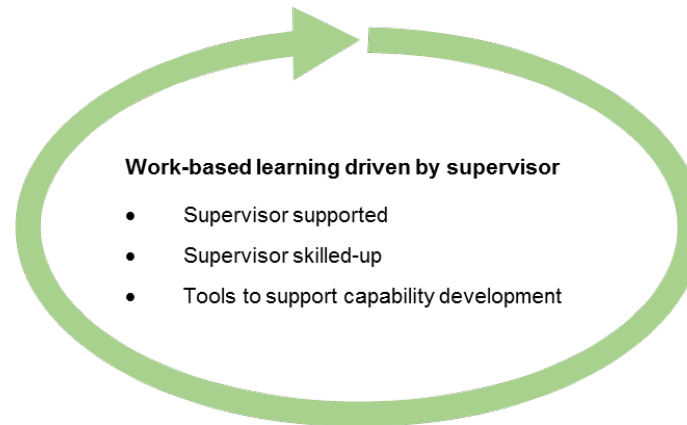 Work-based learning driven by supervisor
• Supervisor supported
• Supervisor skilled-up
• Tools to support capability development